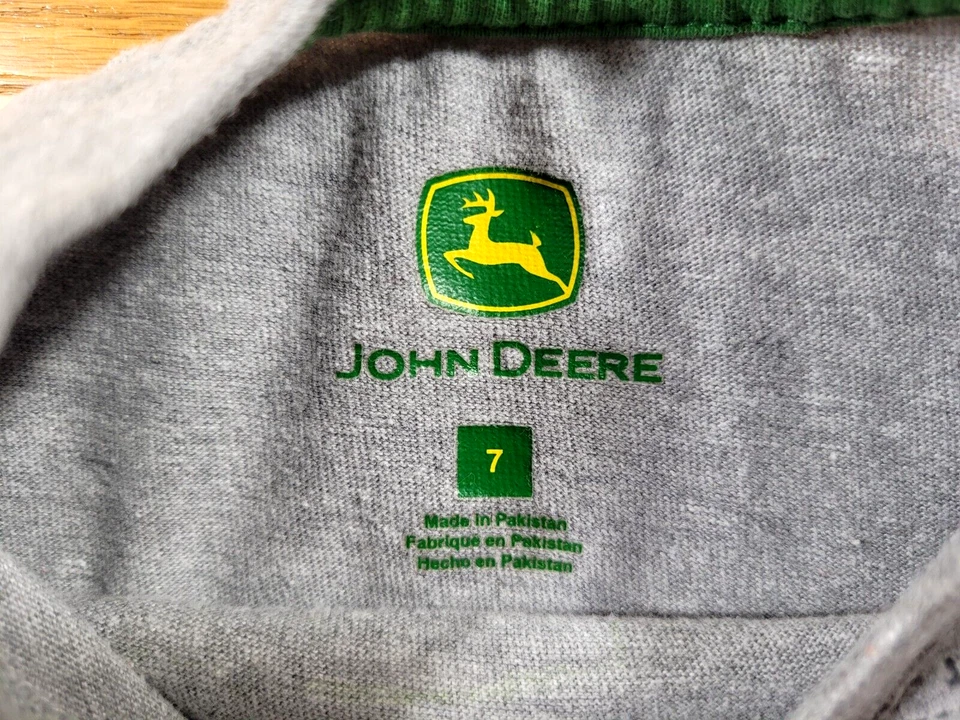 JOHN DEERE
7
Made in Pakistan
Fabrique en Pakistan
Hecho en Pakistan